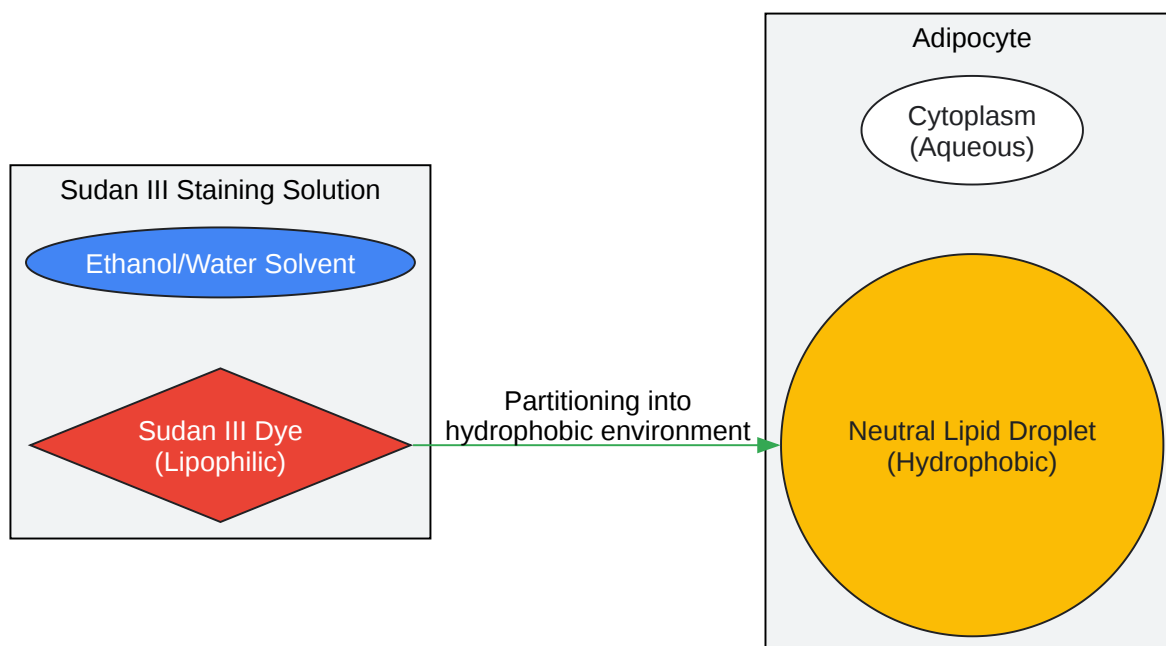 Sudan III Staining Solution
Ethanol/Water Solvent
Sudan III Dye
(Lipophilic)
Partitioning into
hydrophobic environment
Adipocyte
Cytoplasm
(Aqueous)
Neutral Lipid Droplet
(Hydrophobic)